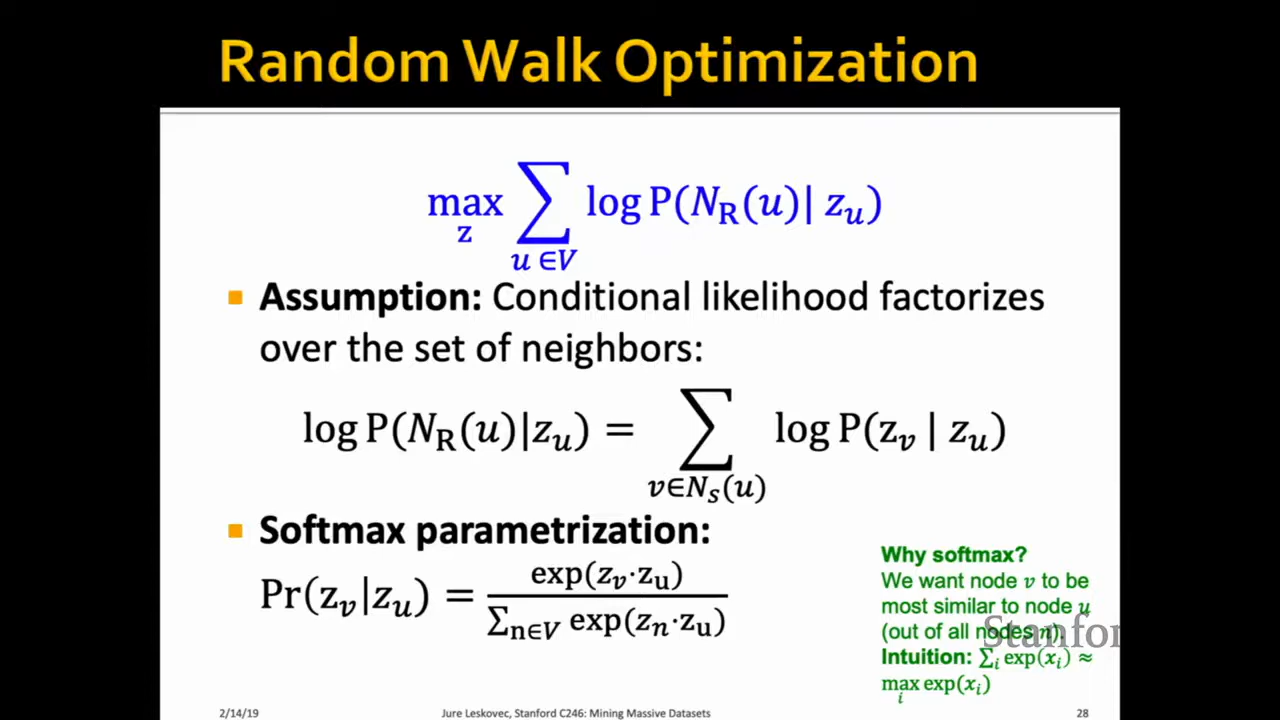 Random Walk Optimization
max_z ∑_{u ∈V} log P(N_R(u)| z_u)
Assumption: Conditional likelihood factorizes
over the set of neighbors:
log P(N_R(u)|z_u) = ∑_{v∈N_S(u)} log P(z_v | z_u)
Softmax parametrization:
Pr(z_v|z_u) = exp(z_v·z_u) / ∑_{n∈V} exp(z_n·z_u)
Why softmax?
We want node v to be
most similar to node u
(out of all nodes n).
Intuition: ∑_i exp(x_i) ≈
max_i exp(x_i)
Stanfor
2/14/19
Jure Leskovec, Stanford C246: Mining Massive Datasets
28